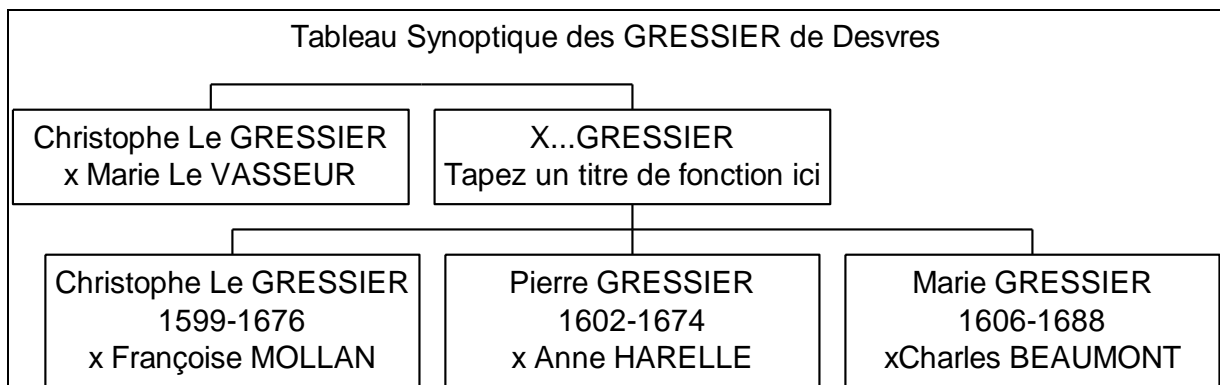 Tableau Synoptique des GRESSIER de Desvres
Christophe Le GRESSIER
x Marie Le VASSEUR
X...GRESSIER
Tapez un titre de fonction ici
Christophe Le GRESSIER
1599-1676
x Françoise MOLLAN
Pierre GRESSIER
1602-1674
x Anne HARELLE
Marie GRESSIER
1606-1688
xCharles BEAUMONT